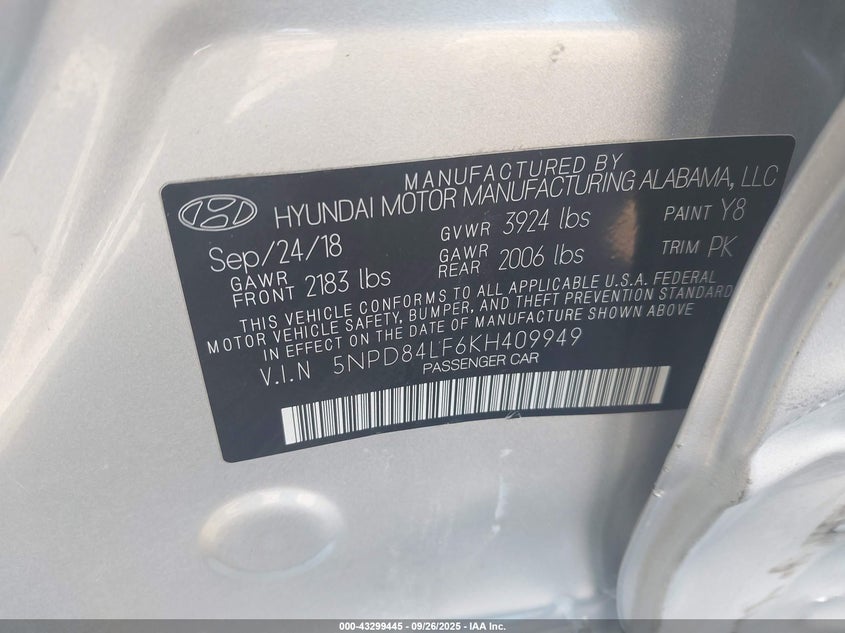 MANUFACTURED BY
HYUNDAI MOTOR MANUFACTURING ALABAMA, LLC
Sep/24/18 GVWR 3924 lbs PAINT Y8
GAWR FRONT 2183 lbs GAWR REAR 2006 lbs TRIM PK
THIS VEHICLE CONFORMS TO ALL APPLICABLE U.S.A. FEDERAL
MOTOR VEHICLE SAFETY, BUMPER, AND THEFT PREVENTION STANDARD
IN EFFECT ON THE DATE OF MANUFACTURE SHOWN ABOVE
V.I.N 5NPD84LF6KH409949
PASSENGER CAR
000-43299445 - 09/26/2025 - IAA Inc.